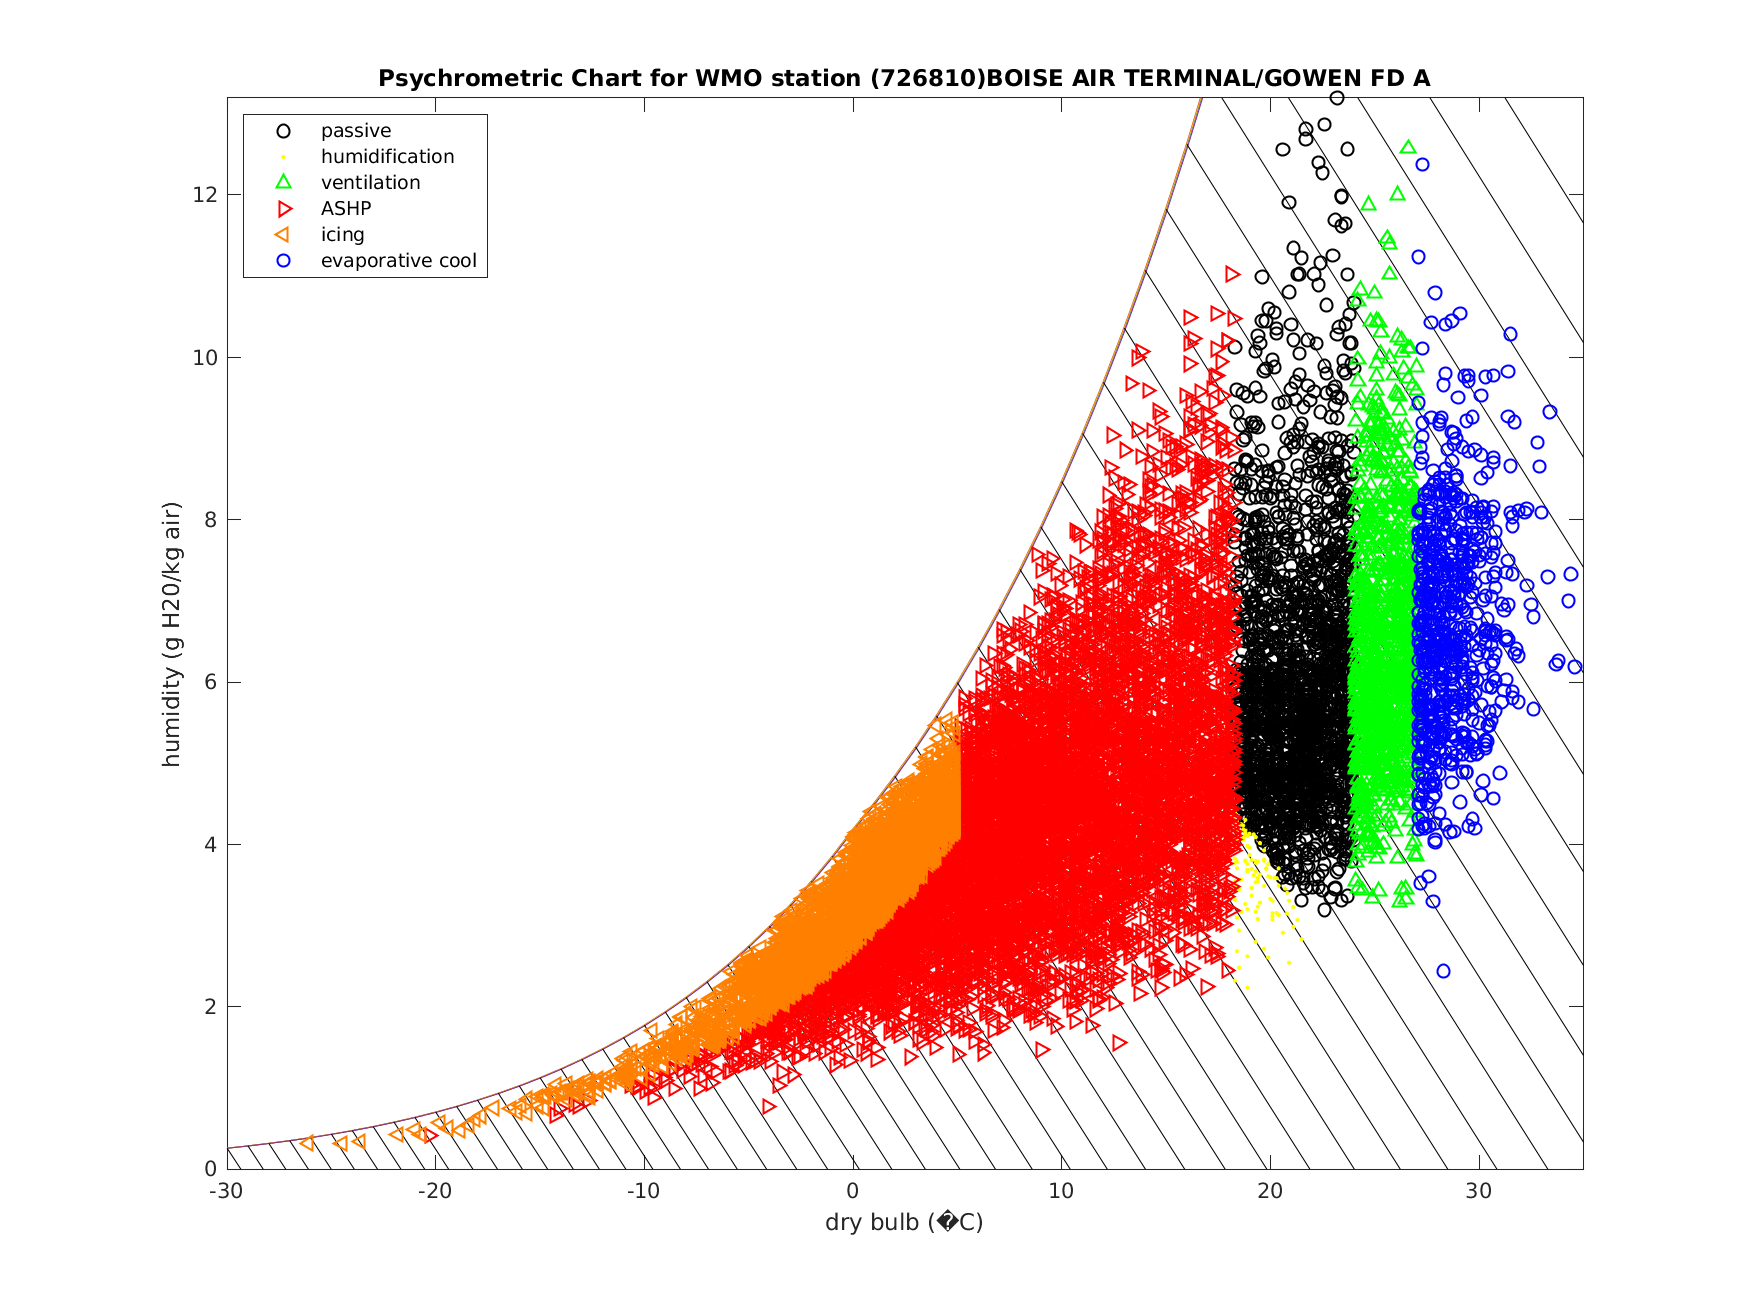 Psychrometric Chart for WMO station (726810)BOISE AIR TERMINAL/GOWEN FD A
passive
humidification
ventilation
ASHP
icing
evaporative cool
humidity (g H20/kg air)
12
10
8
6
4
2
0
-30 -20 -10 0 10 20 30
dry bulb (�C)